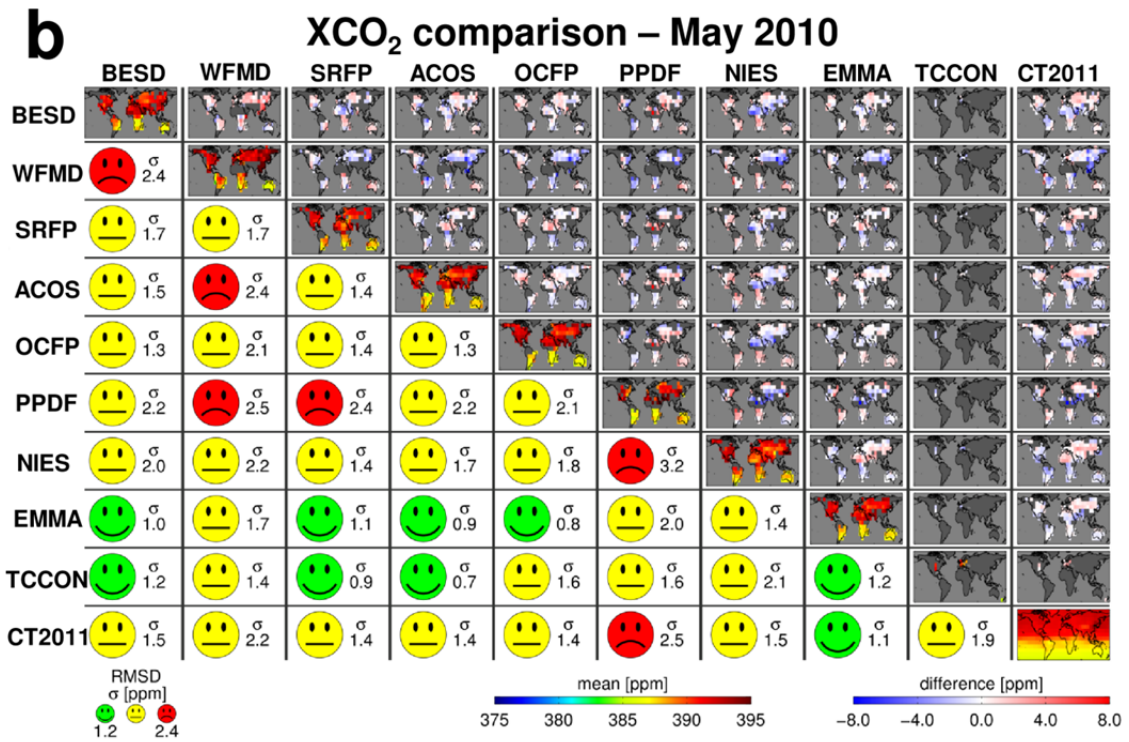 b
XCO₂ comparison – May 2010
BESD WFMD SRFP ACOS OCFP PPDF NIES EMMA TCCON CT2011
BESD
WFMD σ 2.4
SRFP σ 1.7 σ 1.7
ACOS σ 1.5 σ 2.4 σ 1.4
OCFP σ 1.3 σ 2.1 σ 1.4 σ 1.3
PPDF σ 2.2 σ 2.5 σ 2.4 σ 2.2 σ 2.1
NIES σ 2.0 σ 2.2 σ 1.4 σ 1.7 σ 1.8 σ 3.2
EMMA σ 1.0 σ 1.7 σ 1.1 σ 0.9 σ 0.8 σ 2.0 σ 1.4
TCCON σ 1.2 σ 1.4 σ 0.9 σ 0.7 σ 1.6 σ 1.6 σ 2.1 σ 1.2
CT2011 σ 1.5 σ 2.2 σ 1.4 σ 1.4 σ 1.4 σ 2.5 σ 1.5 σ 1.1 σ 1.9
RMSD
σ [ppm]
1.2 2.4
mean [ppm]
375 380 385 390 395
difference [ppm]
-8.0 -4.0 0.0 4.0 8.0